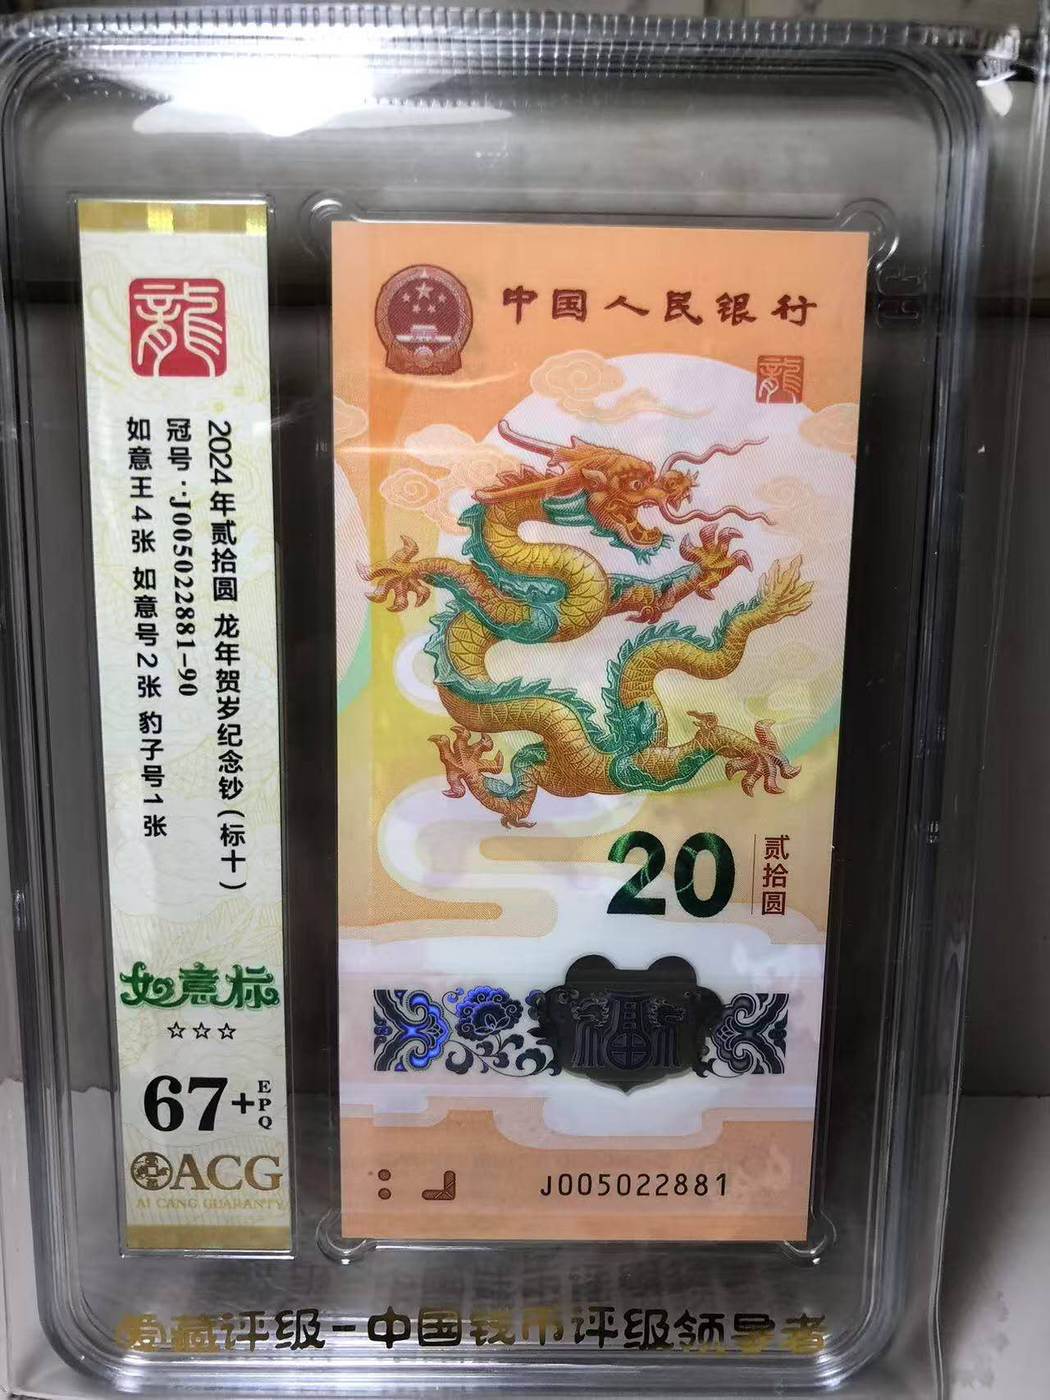 龍
2024年贰拾圆 龙年贺岁纪念钞(标十)
冠号:J005022881-90
如意王4张 如意号2张 豹子号1张
如意标
☆☆☆
67+
EPQ
ACG
AI CANG GUARANTY
中国人民银行
龍
20
贰拾圆
J005022881
爱藏评级-中国钱币评级领导者